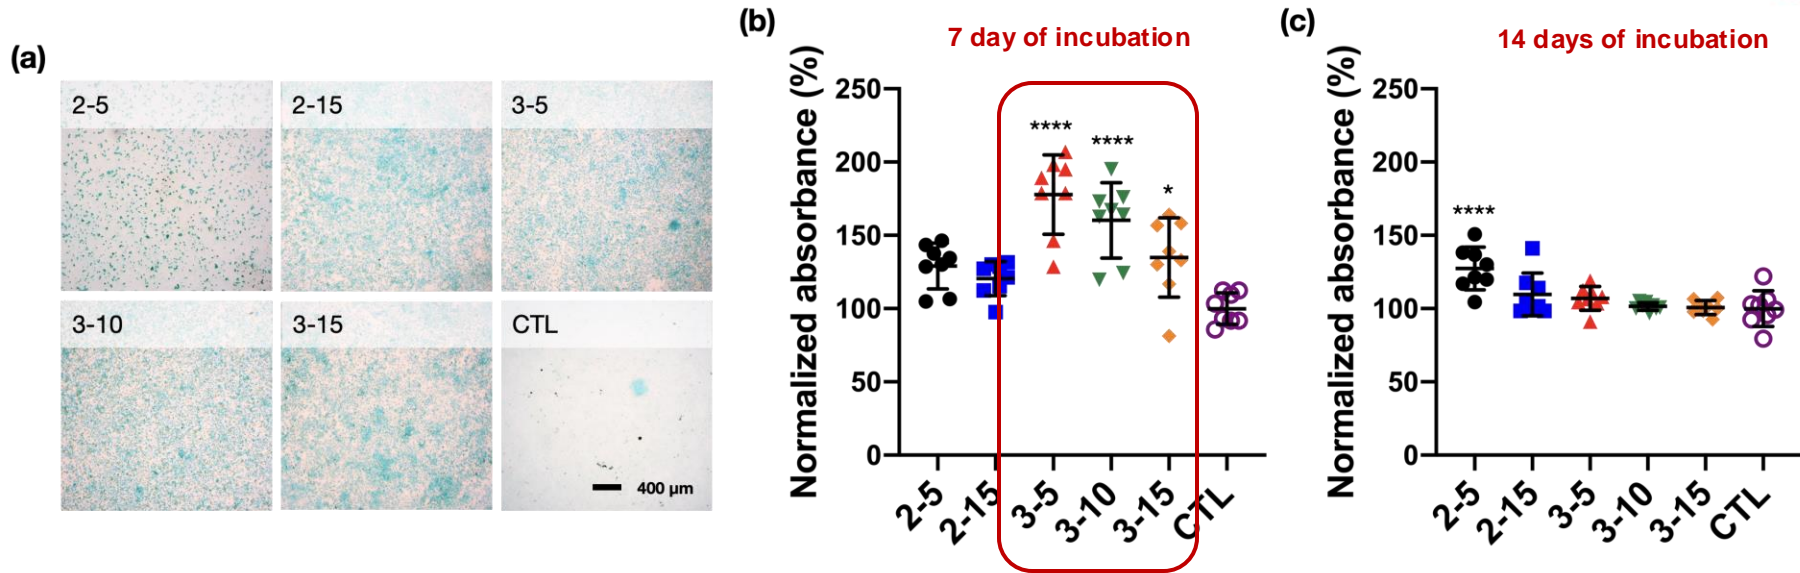 (a)
2-5
2-15
3-5
3-10
3-15
CTL
400 µm
(b)
7 day of incubation
Normalized absorbance (%)
250
200
150
100
50
0
****
****
*
2-5
2-15
3-5
3-10
3-15
CTL
(c)
14 days of incubation
Normalized absorbance (%)
250
200
150
100
50
0
****
2-5
2-15
3-5
3-10
3-15
CTL